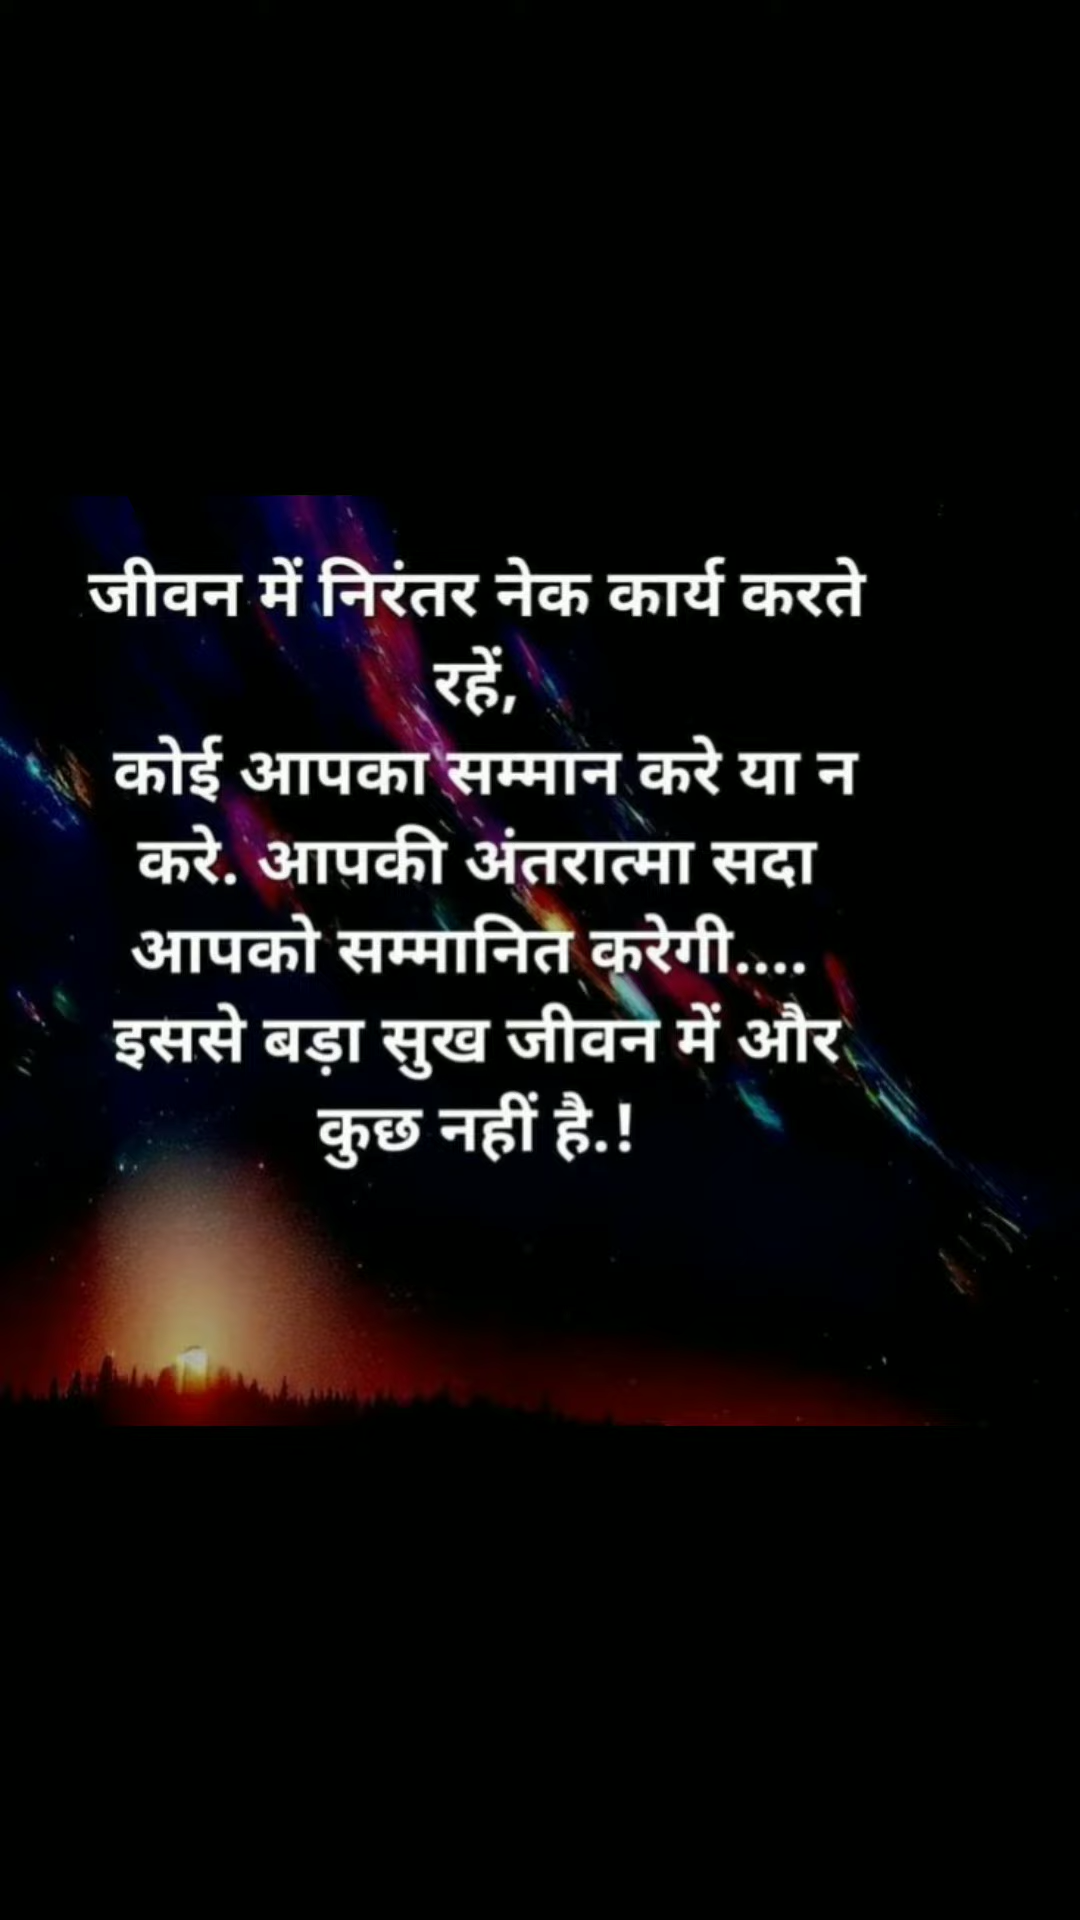 जीवन में निरंतर नेक कार्य करते
रहें,
कोई आपका सम्मान करे या न
करे. आपकी अंतरात्मा सदा
आपको सम्मानित करेगी....
इससे बड़ा सुख जीवन में और
कुछ नहीं है.!